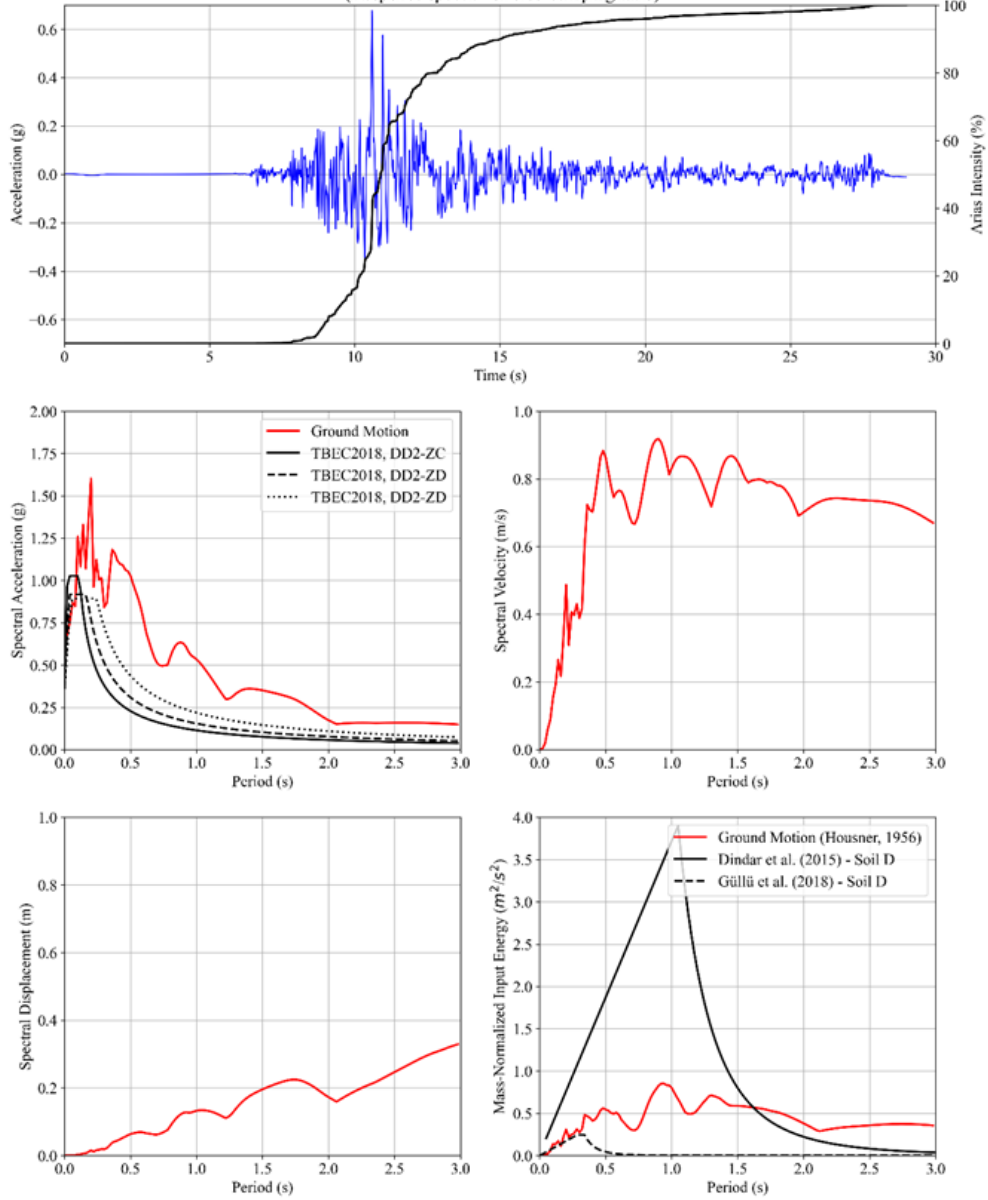 0.6
0.4
0.2
0.0
−0.2
−0.4
−0.6
Acceleration (g)
100
80
60
40
20
0
Arias Intensity (%)
0 5 10 15 20 25 30
Time (s)
2.00
1.75
1.50
1.25
1.00
0.75
0.50
0.25
0.00
Spectral Acceleration (g)
Ground Motion
TBEC2018, DD2-ZC
TBEC2018, DD2-ZD
TBEC2018, DD2-ZD
0.0 0.5 1.0 1.5 2.0 2.5 3.0
Period (s)
1.0
0.8
0.6
0.4
0.2
0.0
Spectral Velocity (m/s)
0.0 0.5 1.0 1.5 2.0 2.5 3.0
Period (s)
1.0
0.8
0.6
0.4
0.2
0.0
Spectral Displacement (m)
0.0 0.5 1.0 1.5 2.0 2.5 3.0
Period (s)
4.0
3.5
3.0
2.5
2.0
1.5
1.0
0.5
0.0
Mass-Normalized Input Energy (m²/s²)
Ground Motion (Housner, 1956)
Dindar et al. (2015) - Soil D
Güllü et al. (2018) - Soil D
0.0 0.5 1.0 1.5 2.0 2.5 3.0
Period (s)